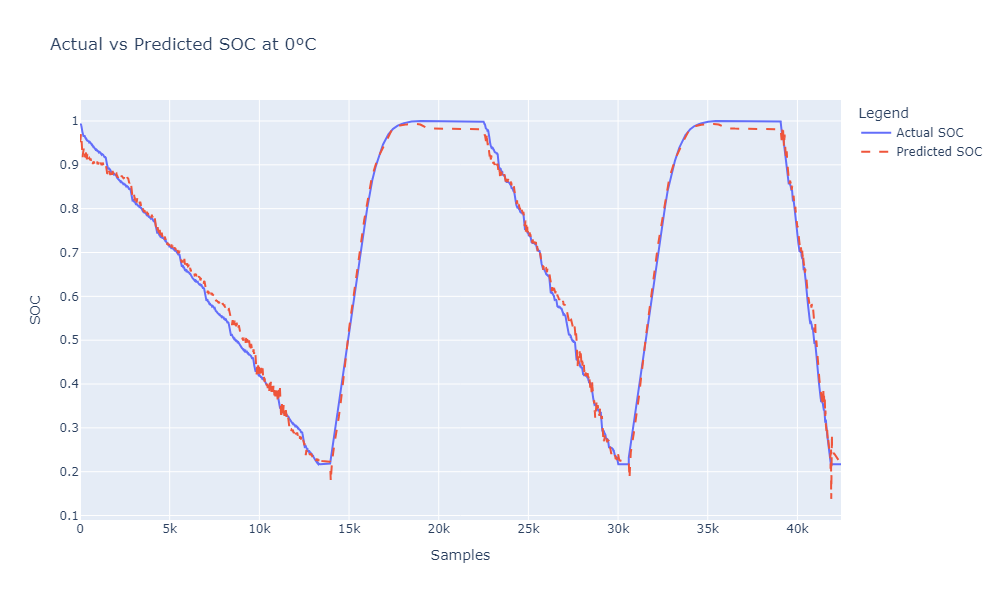 Actual vs Predicted SOC at 0°C
Legend
Actual SOC
Predicted SOC
SOC
1
0.9
0.8
0.7
0.6
0.5
0.4
0.3
0.2
0.1
0 5k 10k 15k 20k 25k 30k 35k 40k
Samples